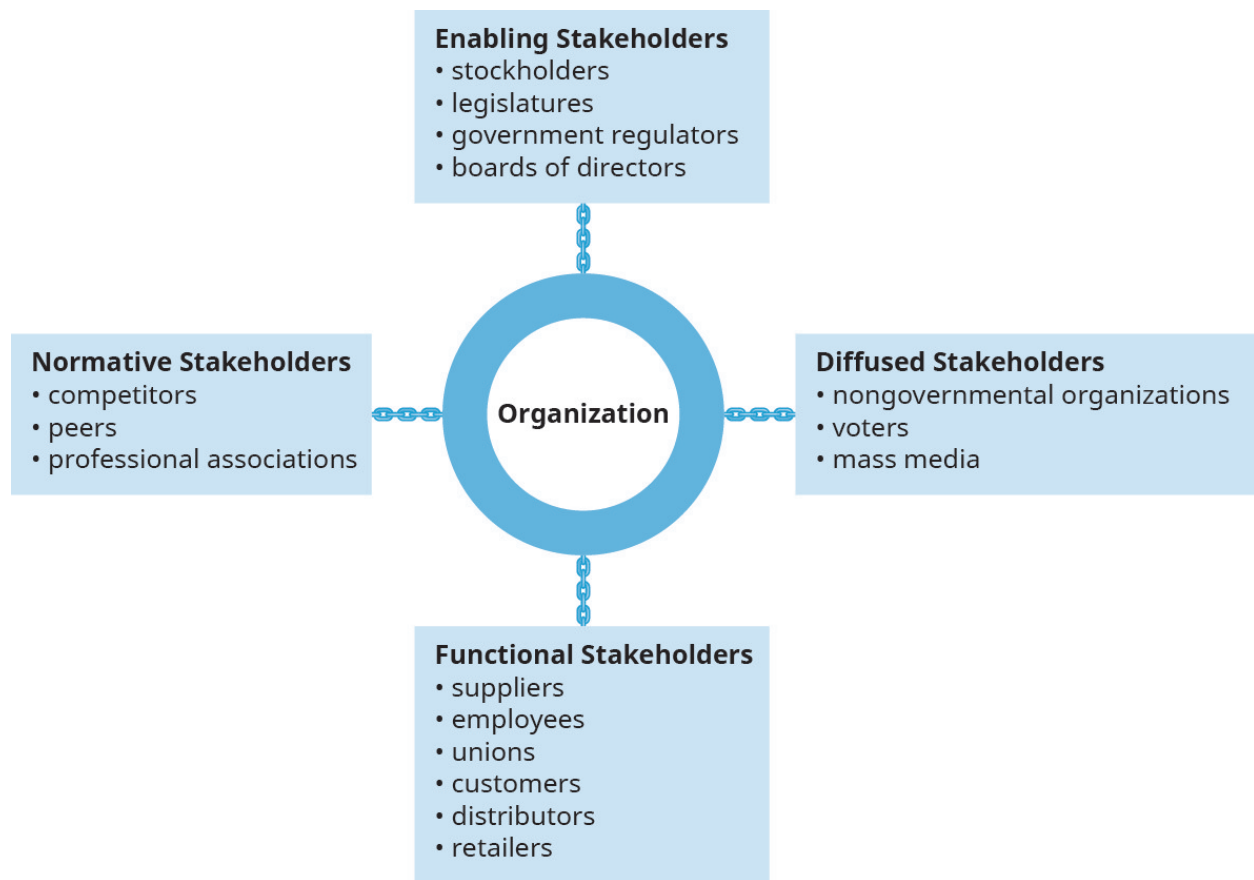 Enabling Stakeholders
• stockholders
• legislatures
• government regulators
• boards of directors
Normative Stakeholders
• competitors
• peers
• professional associations
Organization
Diffused Stakeholders
• nongovernmental organizations
• voters
• mass media
Functional Stakeholders
• suppliers
• employees
• unions
• customers
• distributors
• retailers